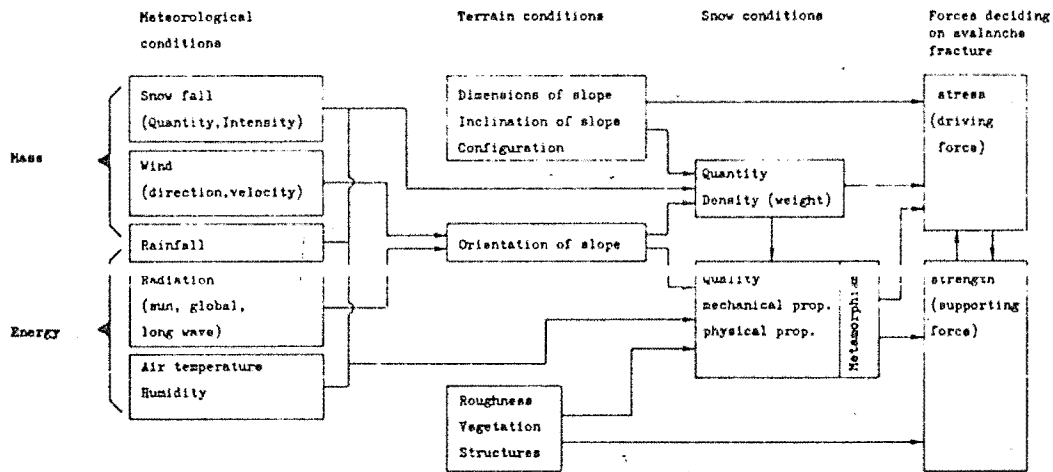 Meteorological
conditions
Terrain conditions
Snow conditions
Forces deciding
on avalanche
fracture
Mass
Energy
Snow fall
(Quantity,Intensity)
Wind
(direction,velocity)
Rainfall
Radiation
(sun, global,
long wave)
Air temperature
Humidity
Dimensions of slope
Inclination of slope
Configuration
Orientation of slope
Roughness
Vegetation
Structures
Quantity
Density (weight)
Quality
mechanical prop.
physical prop.
Metamorphism
stress
(driving
force)
strength
(supporting
force)